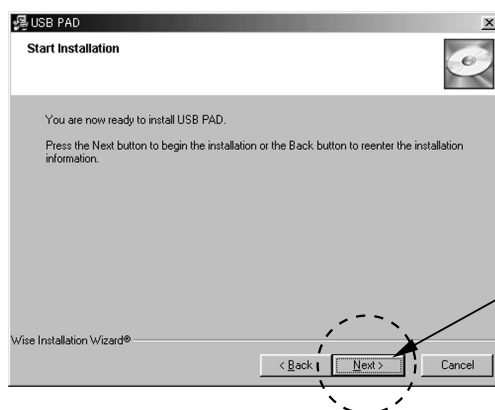 USB PAD
Start Installation
You are now ready to install USB PAD.
Press the Next button to begin the installation or the Back button to reenter the installation
information.
Wise Installation Wizard®
< Back Next > Cancel